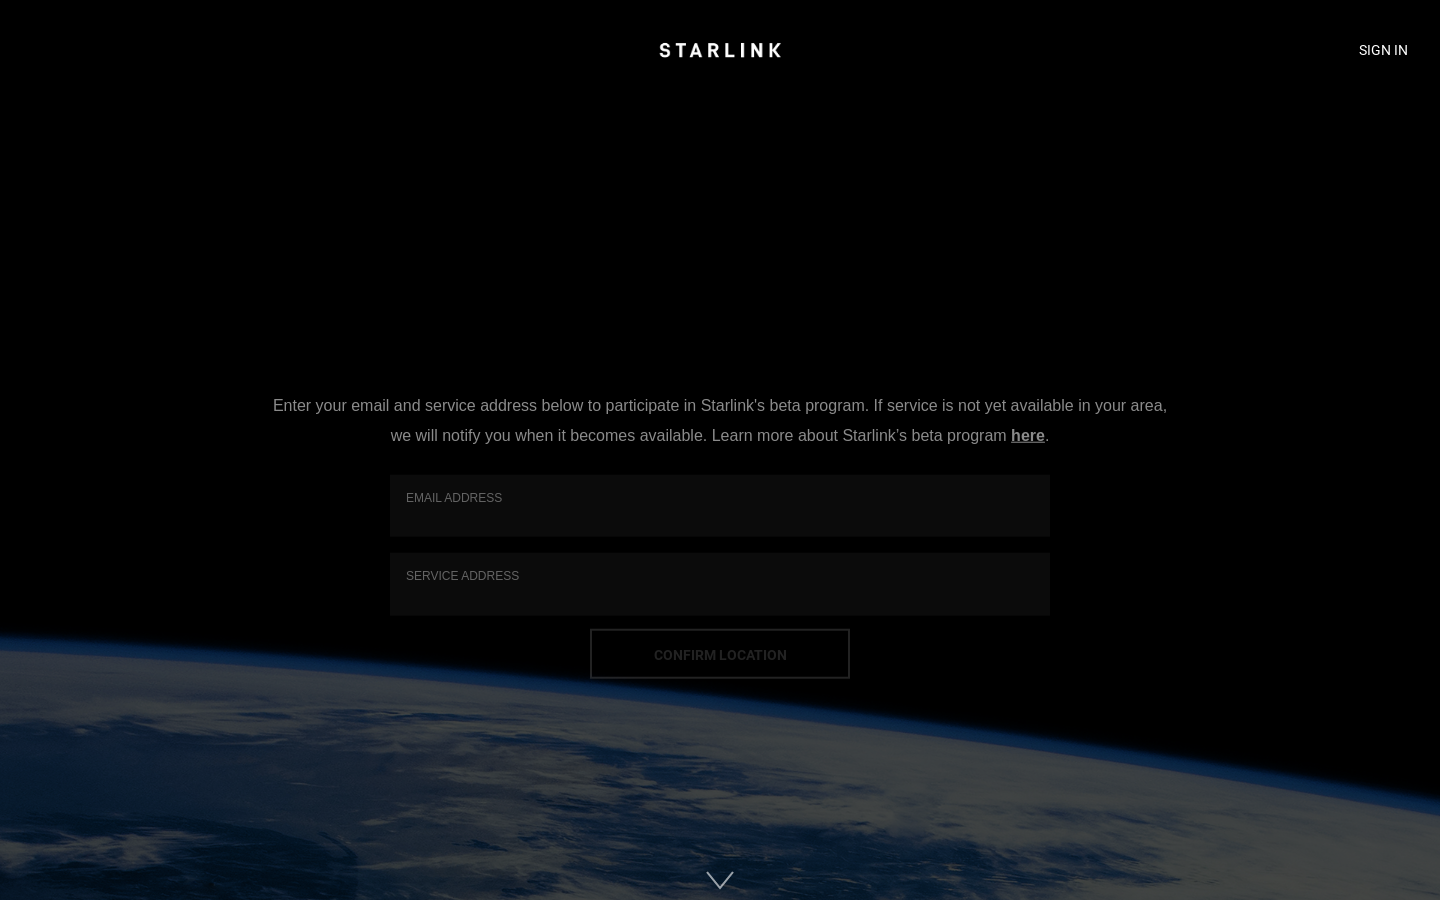 STARLINK
SIGN IN
Enter your email and service address below to participate in Starlink's beta program. If service is not yet available in your area,
we will notify you when it becomes available. Learn more about Starlink’s beta program here.
EMAIL ADDRESS
SERVICE ADDRESS
CONFIRM LOCATION